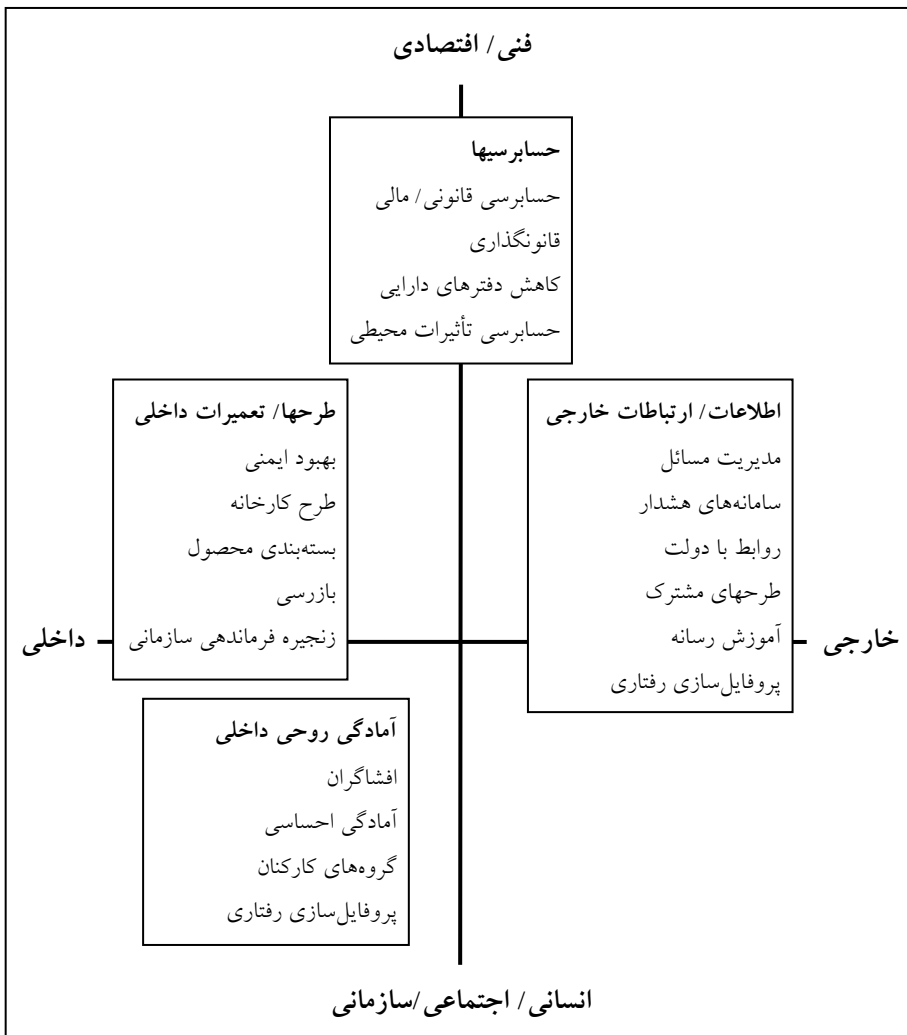 فنی/ افتصادی
حسابرسیها
حسابرسی قانونی/ مالی
قانونگذاری
کاهش دفترهای دارایی
حسابرسی تأثیرات محیطی
اطلاعات/ ارتباطات خارجی
مدیریت مسائل
سامانه‌های هشدار
روابط با دولت
طرحهای مشترک
آموزش رسانه
پروفایل‌سازی رفتاری
خارجی
طرحها/ تعمیرات داخلی
بهبود ایمنی
طرح کارخانه
بسته‌بندی محصول
بازرسی
زنجیره فرماندهی سازمانی
داخلی
آمادگی روحی داخلی
افشاگران
آمادگی احساسی
گروه‌های کارکنان
پروفایل‌سازی رفتاری
انسانی/ اجتماعی/سازمانی